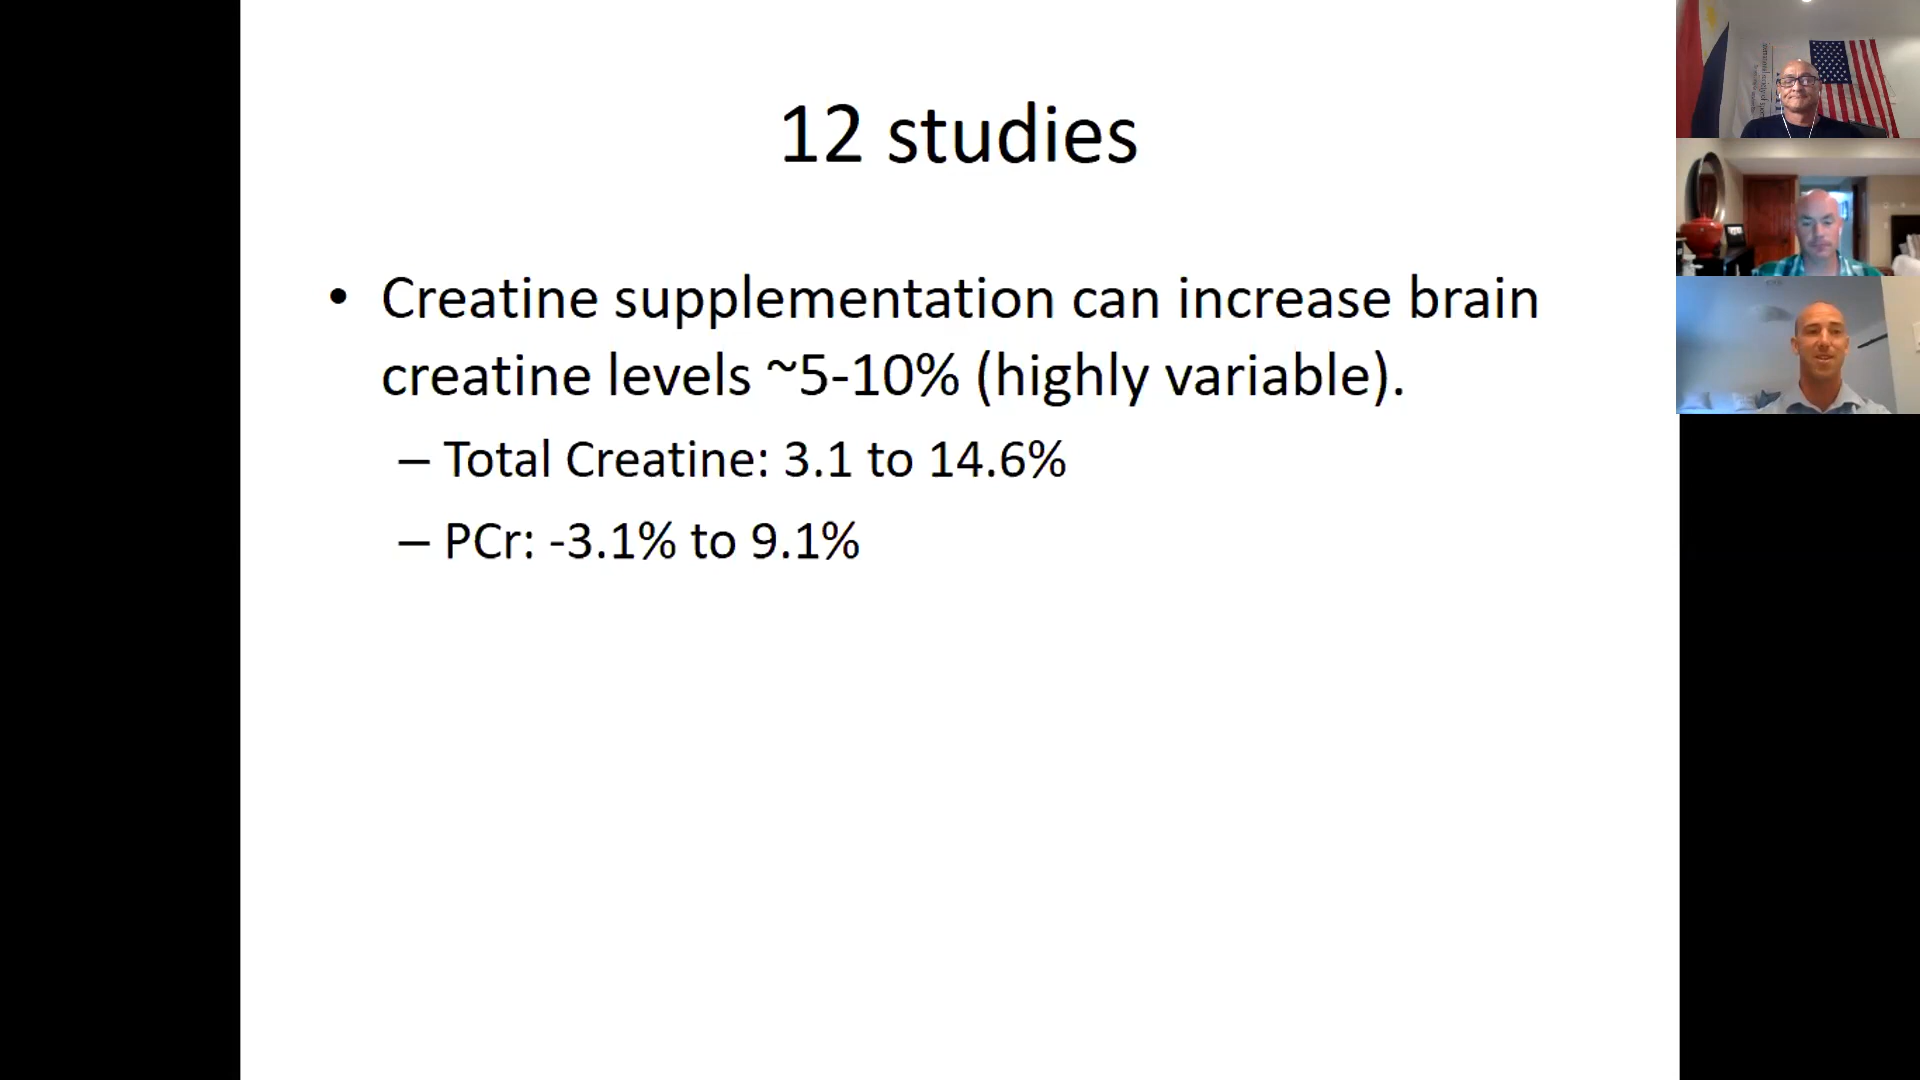 12 studies
• Creatine supplementation can increase brain
creatine levels ~5-10% (highly variable).
– Total Creatine: 3.1 to 14.6%
– PCr: -3.1% to 9.1%